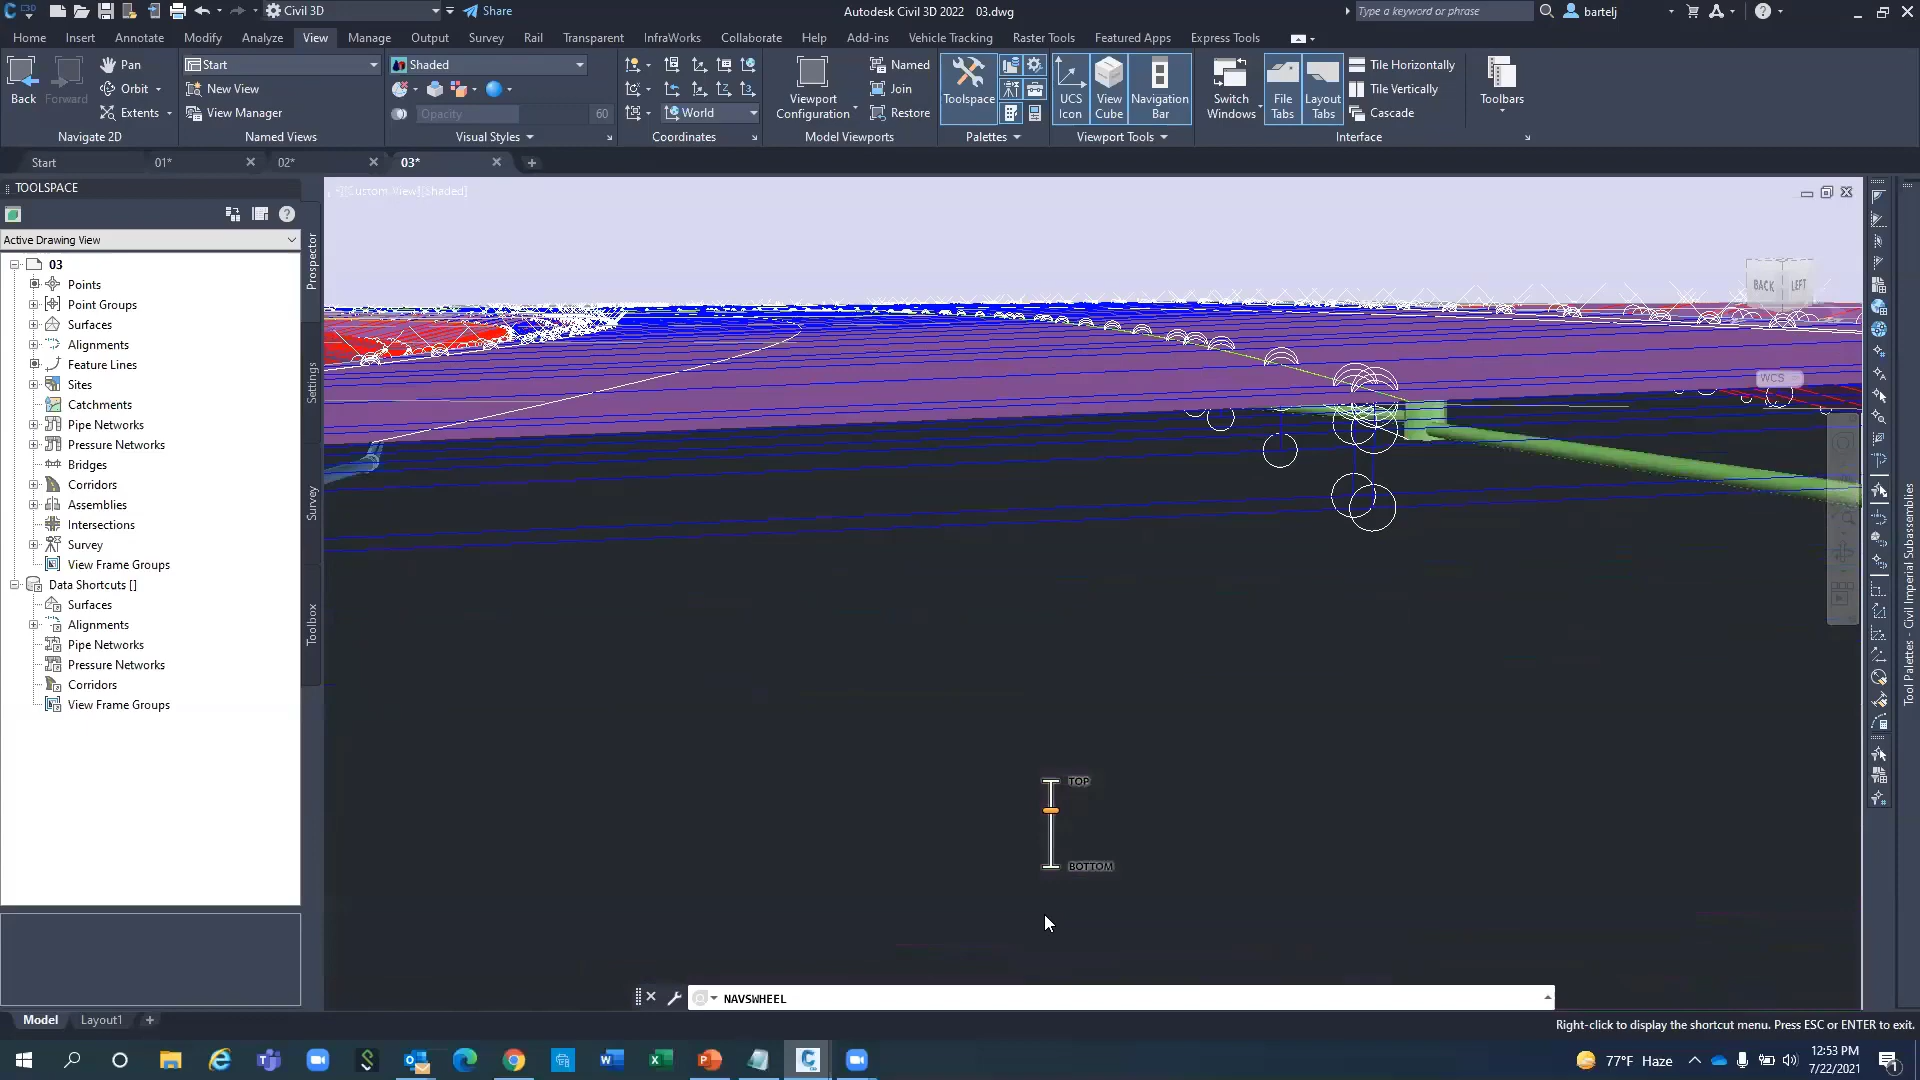 Civil 3D
Share
Autodesk Civil 3D 2022 03.dwg
Type a keyword or phrase
bartelj
Home Insert Annotate Modify Analyze View Manage Output Survey Rail Transparent InfraWorks Collaborate Help Add-ins Vehicle Tracking Raster Tools Featured Apps Express Tools
Back
Forward
Pan
Orbit
Extents
Navigate 2D
Start
New View
View Manager
Named Views
Shaded
Opacity 60
Visual Styles
World
Coordinates
Viewport
Configuration
Named
Join
Restore
Model Viewports
Toolspace
Palettes
UCS
Icon
View
Cube
Navigation
Bar
Viewport Tools
Switch
Windows
File
Tabs
Layout
Tabs
Tile Horizontally
Tile Vertically
Cascade
Interface
Toolbars
Start 01* 02* 03*
TOOLSPACE
Active Drawing View
03
Points
Point Groups
Surfaces
Alignments
Feature Lines
Sites
Catchments
Pipe Networks
Pressure Networks
Bridges
Corridors
Assemblies
Intersections
Survey
View Frame Groups
Data Shortcuts []
Surfaces
Alignments
Pipe Networks
Pressure Networks
Corridors
View Frame Groups
Prospector
Settings
Survey
Toolbox
[Custom View][Shaded]
BACK LEFT
WCS
TOP
BOTTOM
NAVSWHEEL
Tool Palettes - Civil Imperial Subassemblies
Model Layout1
Right-click to display the shortcut menu. Press ESC or ENTER to exit.
77°F Haze
12:53 PM
7/22/2021
1